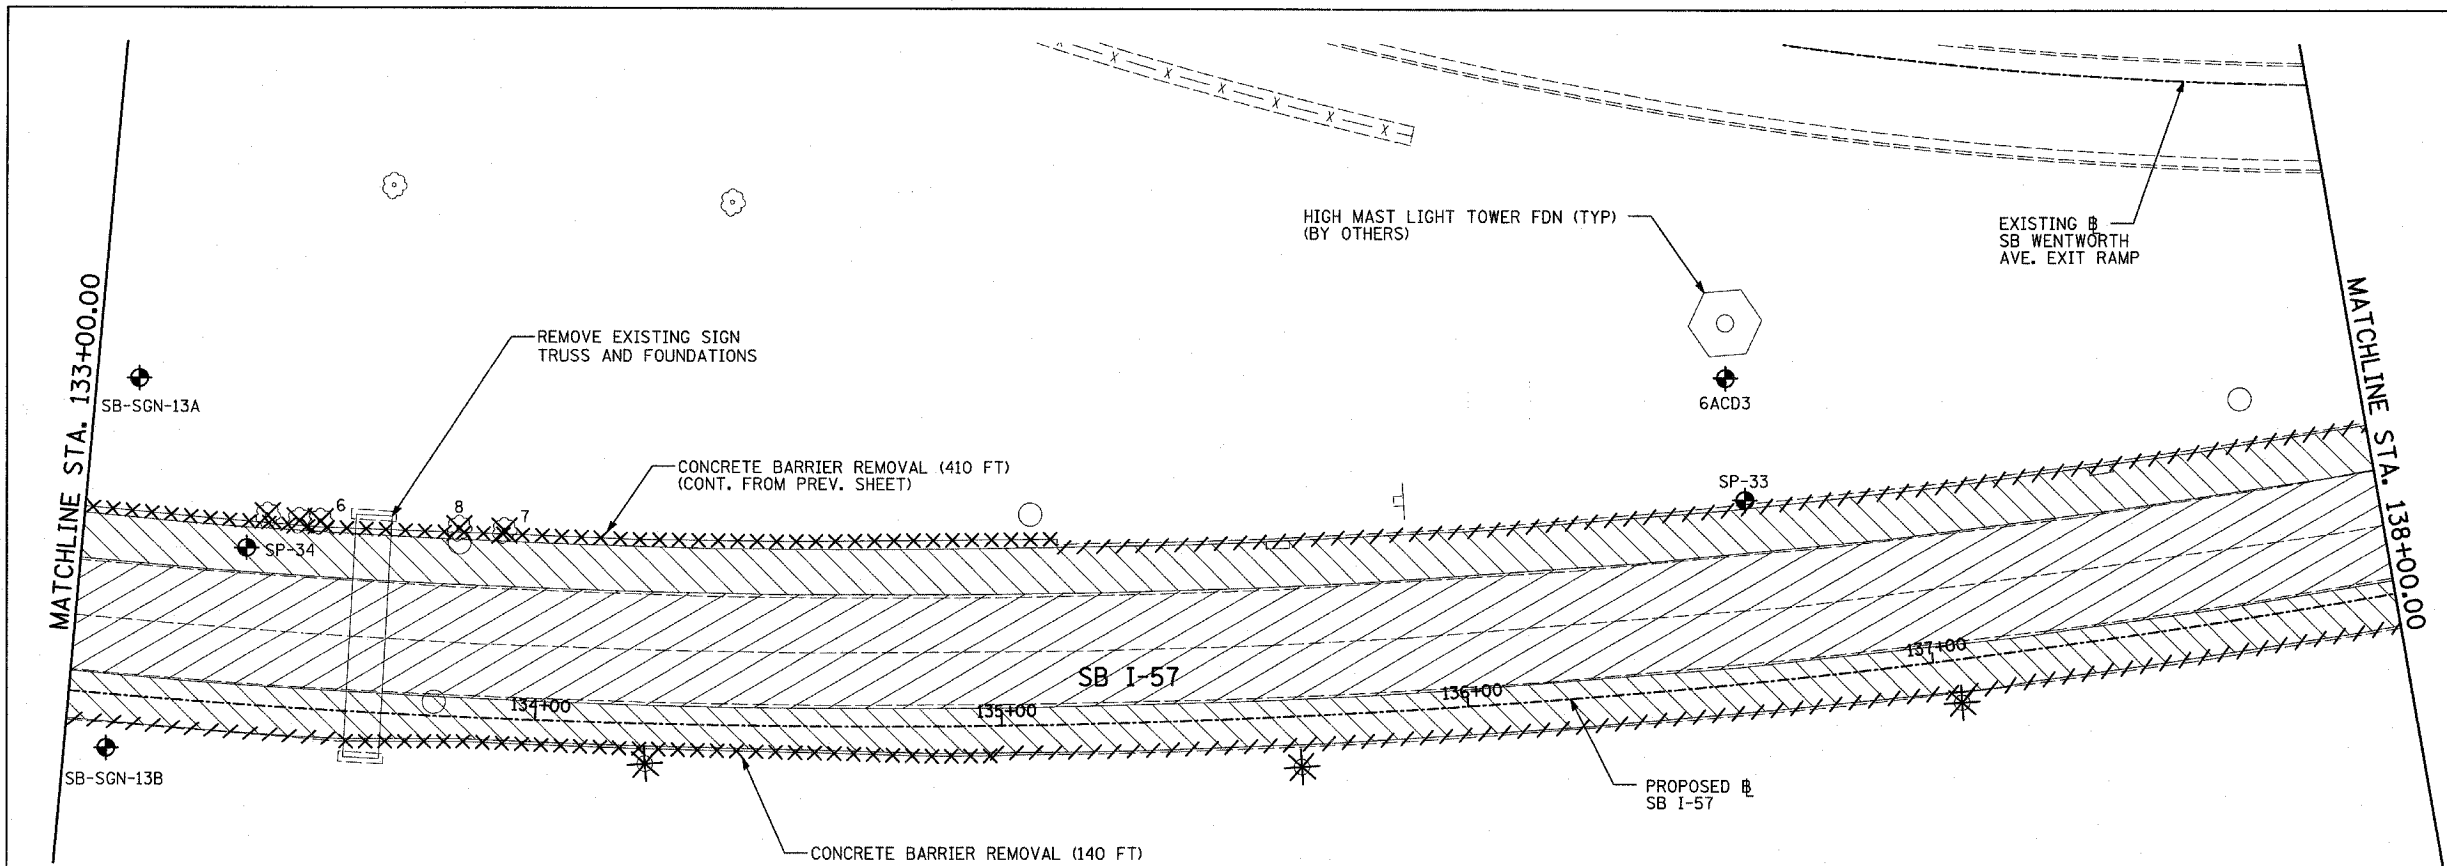 HIGH MAST LIGHT TOWER FDN (TYP)
(BY OTHERS)
EXISTING ⅊
SB WENTWORTH
AVE. EXIT RAMP
MATCHLINE STA. 133+00.00
MATCHLINE STA. 138+00.00
REMOVE EXISTING SIGN
TRUSS AND FOUNDATIONS
SB-SGN-13A
6ACD3
CONCRETE BARRIER REMOVAL (410 FT)
(CONT. FROM PREV. SHEET)
SP-33
6
8
7
SP-34
SB I-57
134+00
135+00
136+00
137+00
SB-SGN-13B
PROPOSED
SB I-57
CONCRETE BARRIER REMOVAL (140 FT)
X
X
X
X
X
X
X